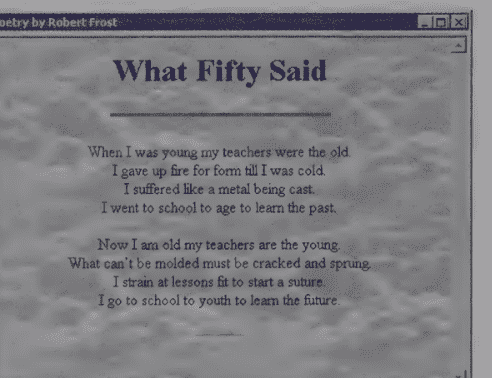 oetry by Robert Frost
What Fifty Said
When I was young my teachers were the old.
I gave up fire for form till I was cold.
I suffered like a metal being cast.
I went to school to age to learn the past.
Now I am old my teachers are the young.
What can't be molded must be cracked and sprung.
I strain at lessons fit to start a suture.
I go to school to youth to learn the future.